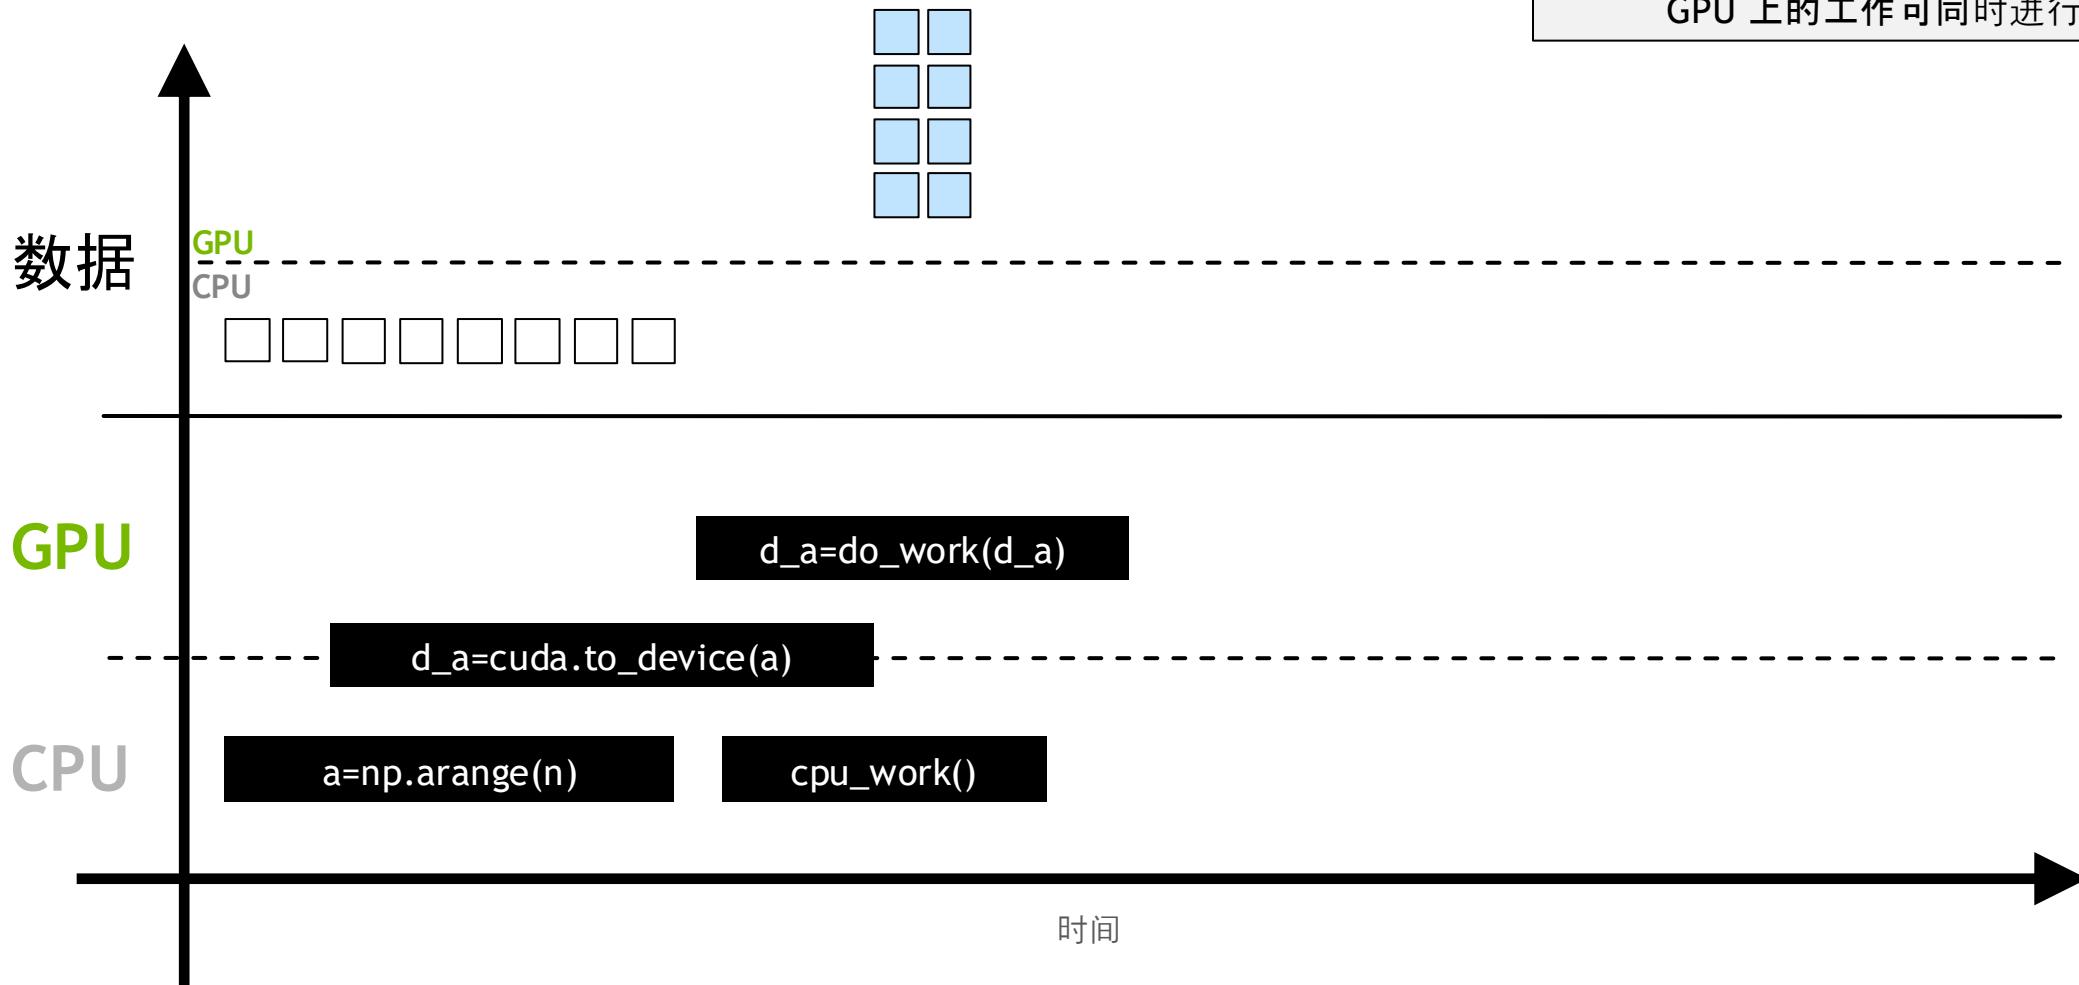 GPU 上的工作可同时进行
数据
GPU
CPU
GPU
d_a=do_work(d_a)
d_a=cuda.to_device(a)
CPU
a=np.arange(n)
cpu_work()
时间